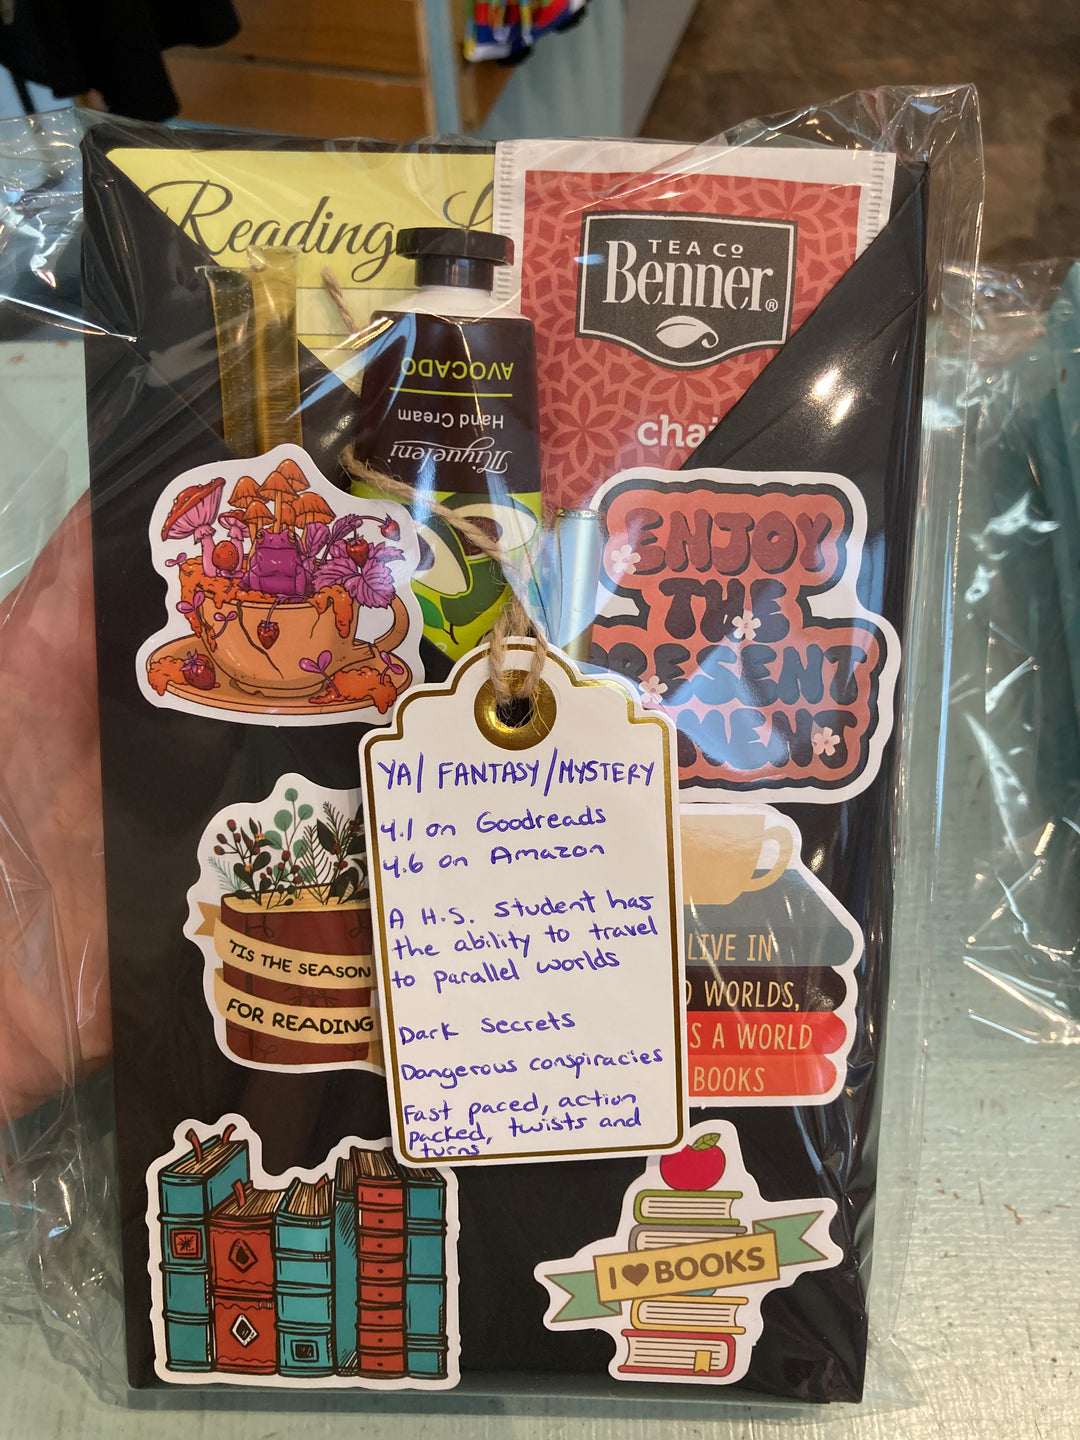 Reading
TEA CO
Benner®
chai
AVOCADO
Hand Cream
ENJOY
THE
PRESENT
YA/ FANTASY/MYSTERY
4.1 on Goodreads
4.6 on Amazon
A H.S. Student has
the ability to travel
to parallel worlds
Dark Secrets
Dangerous conspiracies
Fast paced, action
packed, twists and
turns
'TIS THE SEASON
FOR READING
LIVE IN
WORLDS,
A WORLD
BOOKS
I ♥ BOOKS